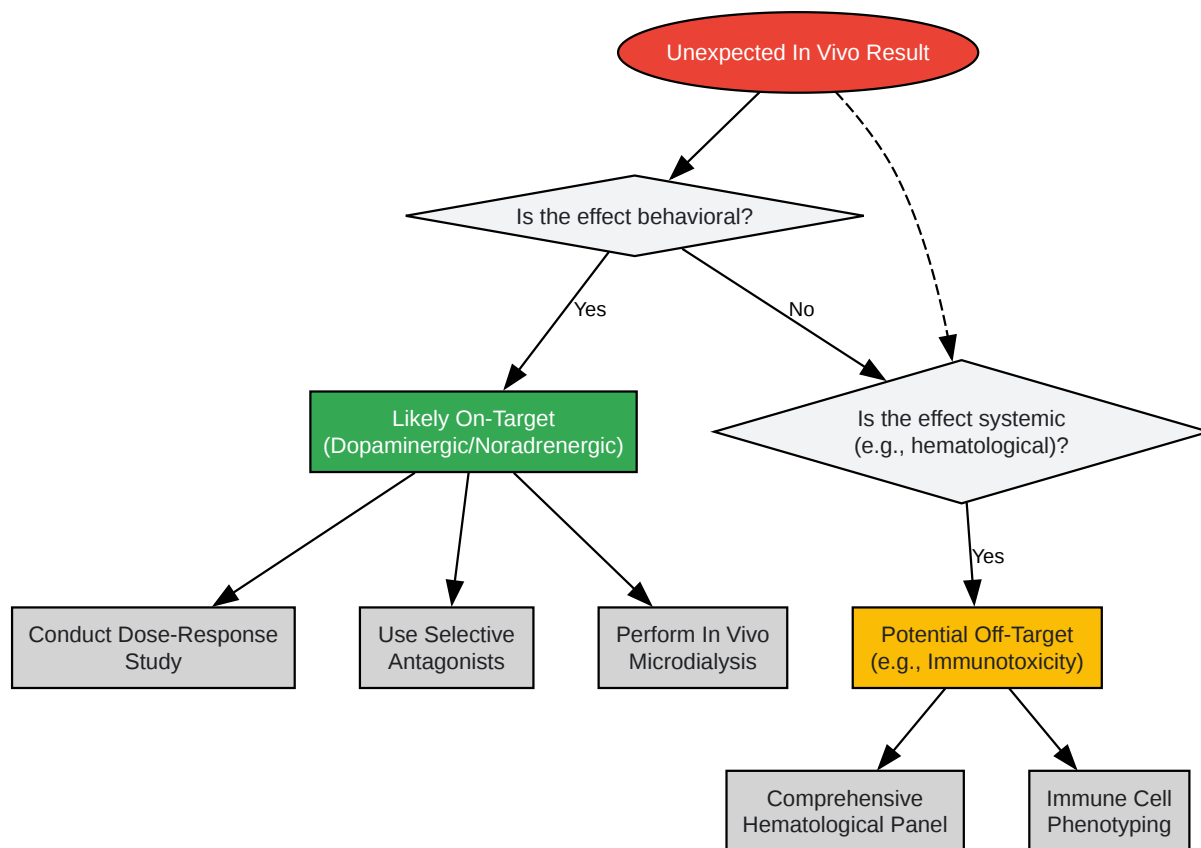 Unexpected In Vivo Result
Is the effect behavioral?
Yes
No
Likely On-Target
(Dopaminergic/Noradrenergic)
Is the effect systemic
(e.g., hematological)?
Yes
Conduct Dose-Response
Study
Use Selective
Antagonists
Perform In Vivo
Microdialysis
Potential Off-Target
(e.g., Immunotoxicity)
Comprehensive
Hematological Panel
Immune Cell
Phenotyping